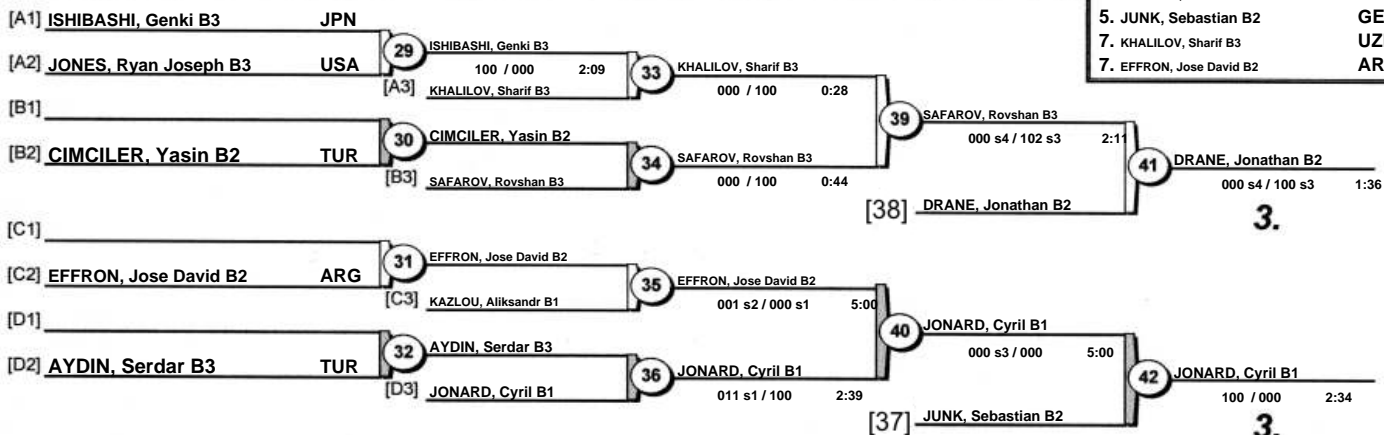 [A1] ISHIBASHI, Genki B3 JPN
[A2] JONES, Ryan Joseph B3 USA
29
ISHIBASHI, Genki B3
100 / 000 2:09
[A3] KHALILOV, Sharif B3
33
KHALILOV, Sharif B3
000 / 100 0:28
[B1]
[B2] CIMCILER, Yasin B2 TUR
30
CIMCILER, Yasin B2
[B3] SAFAROV, Rovshan B3
34
SAFAROV, Rovshan B3
000 / 100 0:44
39
SAFAROV, Rovshan B3
000 s4 / 102 s3 2:11
[38] DRANE, Jonathan B2
41
DRANE, Jonathan B2
000 s4 / 100 s3 1:36
3.
[C1]
[C2] EFFRON, Jose David B2 ARG
31
EFFRON, Jose David B2
[C3] KAZLOU, Aliksandr B1
35
EFFRON, Jose David B2
001 s2 / 000 s1 5:00
[D1]
[D2] AYDIN, Serdar B3 TUR
32
AYDIN, Serdar B3
[D3] JONARD, Cyril B1
36
JONARD, Cyril B1
011 s1 / 100 2:39
40
JONARD, Cyril B1
000 s3 / 000 5:00
[37] JUNK, Sebastian B2
42
JONARD, Cyril B1
100 / 000 2:34
3.
5. JUNK, Sebastian B2 GE
7. KHALILOV, Sharif B3 UZ
7. EFFRON, Jose David B2 AR